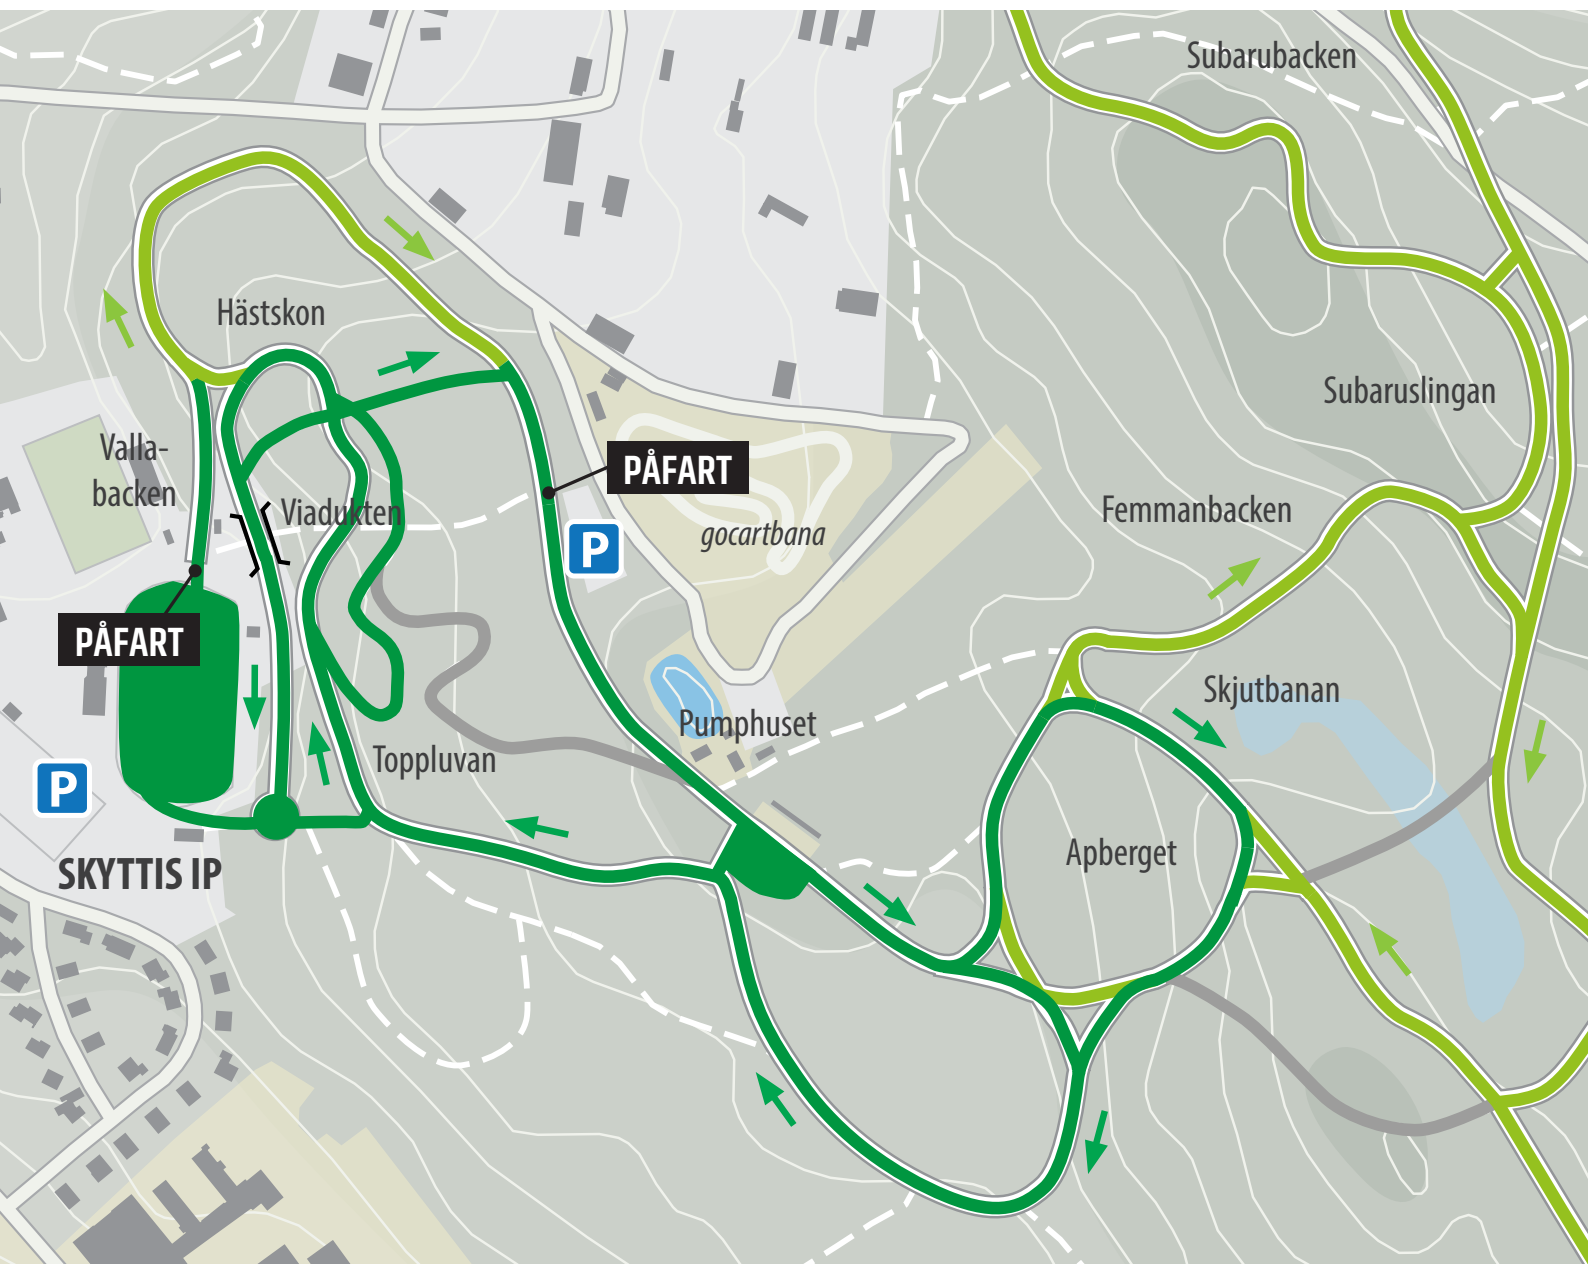 Subarubacken
Hästskon
Subaruslingan
Valla-
backen
PÅFART
Viadukten
Femmanbacken
gocartbana
P
PÅFART
Skjutbanan
Pumphuset
Toppluvan
P
Apberget
SKYTTIS IP